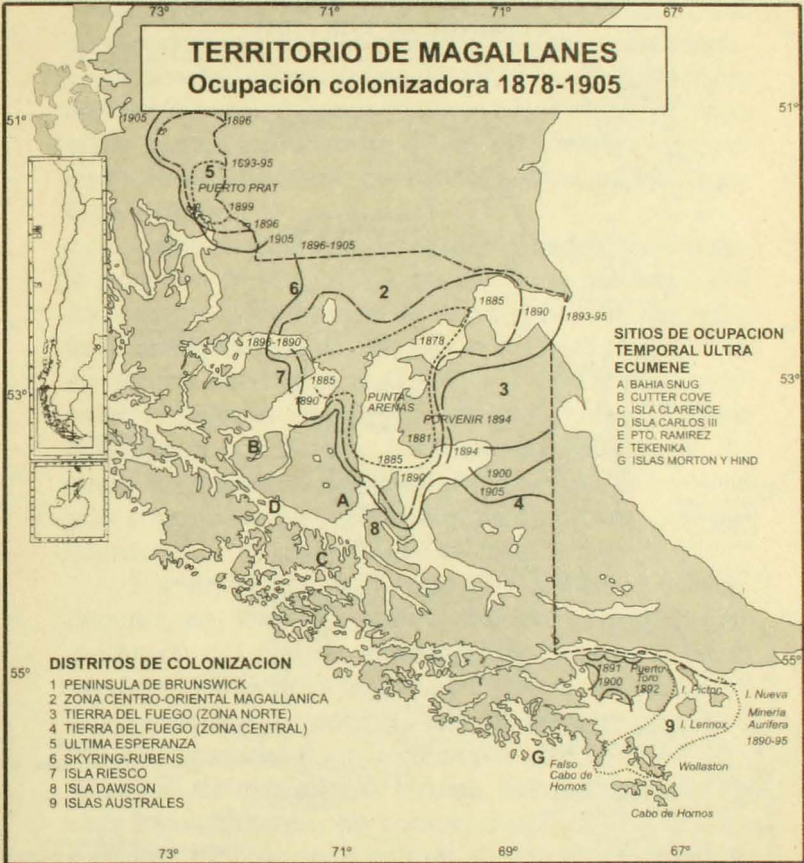 73°
71°
71°
67°
TERRITORIO DE MAGALLANES
Ocupación colonizadora 1878-1905
51°
51°
1905
1896
1893-95
5
PUERTO PRAT
1899
1896
1905
1896-1905
6
2
1885
1890
1893-95
1878
1896-1890
7
1885
1890
PUNTA
ARENAS
3
PORVENIR 1894
1881
1885
1890
1894
1900
1905
4
SITIOS DE OCUPACION
TEMPORAL ULTRA
ECUMENE
A BAHIA SNUG
B CUTTER COVE
C ISLA CLARENCE
D ISLA CARLOS III
E PTO. RAMIREZ
F TEKENIKA
G ISLAS MORTON Y HIND
53°
53°
B
A
D
8
C
55°
55°
DISTRITOS DE COLONIZACION
1 PENINSULA DE BRUNSWICK
2 ZONA CENTRO-ORIENTAL MAGALLANICA
3 TIERRA DEL FUEGO (ZONA NORTE)
4 TIERRA DEL FUEGO (ZONA CENTRAL)
5 ULTIMA ESPERANZA
6 SKYRING-RUBENS
7 ISLA RIESCO
8 ISLA DAWSON
9 ISLAS AUSTRALES
1891
1900
Puerto
Toro
1892
I. Picton
I. Nueva
I. Lennox
9
Minería
Aurífera
1890-95
G
Falso
Cabo de
Hornos
Wollaston
Cabo de Hornos
73°
71°
69°
67°